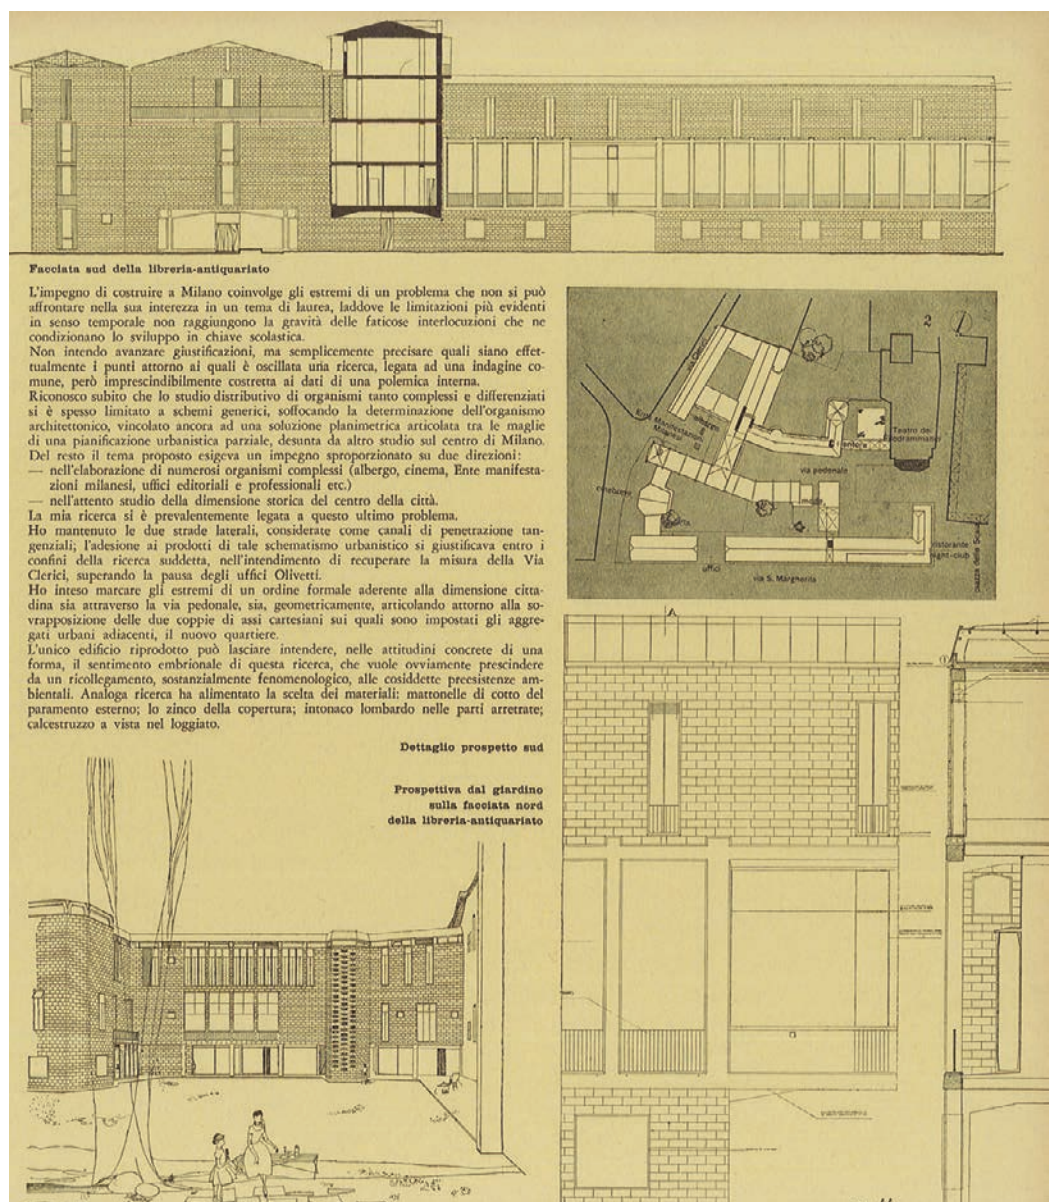 Facciata sud della libreria-antiquariato
L'impegno di costruire a Milano coinvolge gli estremi di un problema che non si può
affrontare nella sua interezza in un tema di laurea, laddove le limitazioni più evidenti
in senso temporale non raggiungono la gravità delle faticose interlocuzioni che ne
condizionano lo sviluppo in chiave scolastica.
Non intendo avanzare giustificazioni, ma semplicemente precisare quali siano effet-
tualmente i punti attorno ai quali è oscillata una ricerca, legata ad una indagine co-
mune, però imprescindibilmente costretta ai dati di una polemica interna.
Riconosco subito che lo studio distributivo di organismi tanto complessi e differenziati
si è spesso limitato a schemi generici, soffocando la determinazione dell'organismo
architettonico, vincolato ancora ad una soluzione planimetrica articolata tra le maglie
di una pianificazione urbanistica parziale, desunta da altro studio sul centro di Milano.
Del resto il tema proposto esigeva un impegno sproporzionato su due direzioni:
— nell'elaborazione di numerosi organismi complessi (albergo, cinema, Ente manifesta-
zioni milanesi, uffici editoriali e professionali etc.)
— nell'attento studio della dimensione storica del centro della città.
La mia ricerca si è prevalentemente legata a questo ultimo problema.
Ho mantenuto le due strade laterali, considerate come canali di penetrazione tan-
genziali; l'adesione ai prodotti di tale schematismo urbanistico si giustificava entro i
confini della ricerca suddetta, nell'intendimento di recuperare la misura della Via
Clerici, superando la pausa degli uffici Olivetti.
Ho inteso marcare gli estremi di un ordine formale aderente alla dimensione citta-
dina sia attraverso la via pedonale, sia, geometricamente, articolando attorno alla so-
vrapposizione delle due coppie di assi cartesiani sui quali sono impostati gli aggre-
gati urbani adiacenti, il nuovo quartiere.
L'unico edificio riprodotto può lasciare intendere, nelle attitudini concrete di una
forma, il sentimento embrionale di questa ricerca, che vuole ovviamente prescindere
da un ricollegamento, sostanzialmente fenomenologico, alle cosiddette preesistenze am-
bientali. Analoga ricerca ha alimentato la scelta dei materiali: mattonelle di cotto del
paramento esterno; lo zinco della copertura; intonaco lombardo nelle parti arretrate;
calcestruzzo a vista nel loggiato.
2
via Clerici
Ente Manifestazioni
Milanesi
albergo
Teatro dei
Filodrammatici
via pedonale
uffici
via S. Margherita
ristorante
night-club
piazza della Scala
Dettaglio prospetto sud
Prospettiva dal giardino
sulla facciata nord
della libreria-antiquariato
A